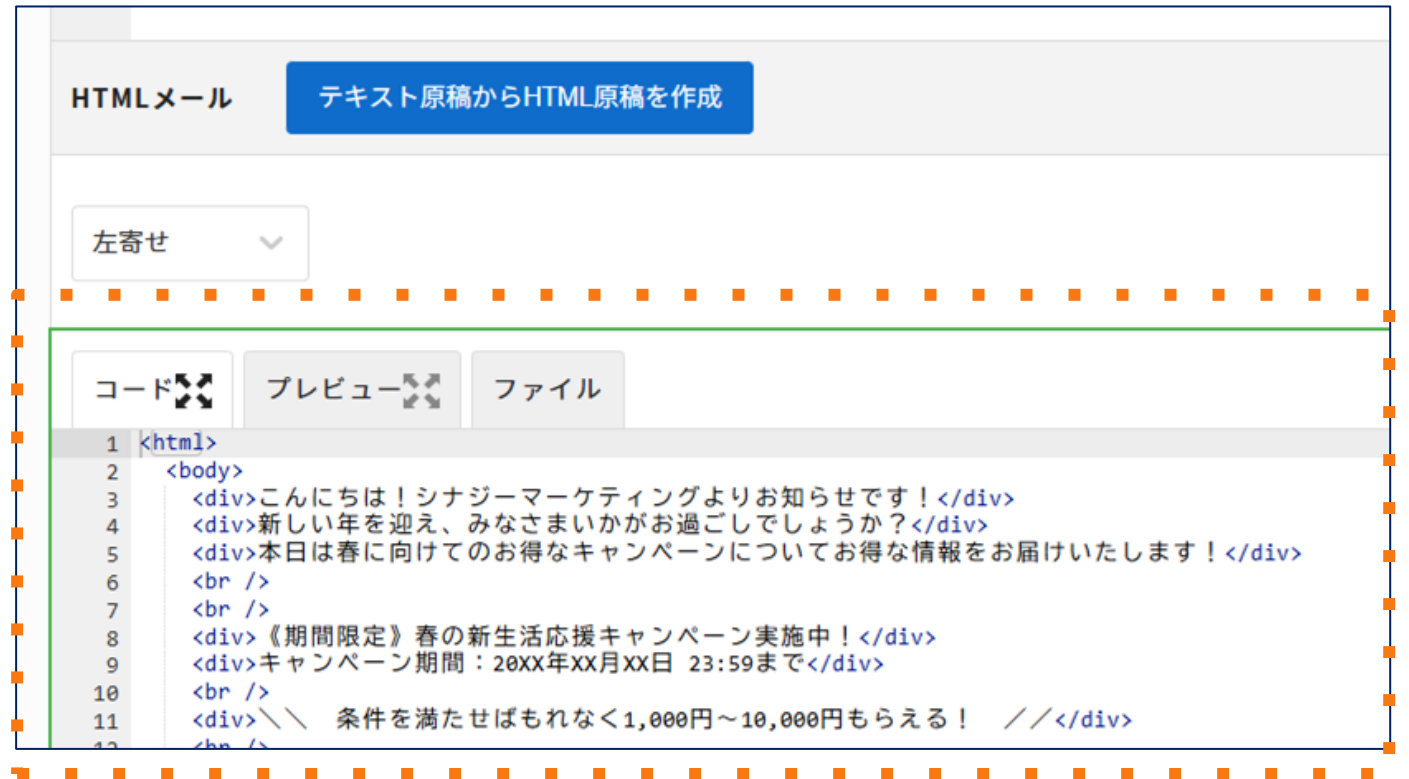 HTMLメール
テキスト原稿からHTML原稿を作成
左寄せ
コード プレビュー ファイル
1 <html>
2 <body>
3 <div>こんにちは！シナジーマーケティングよりお知らせです！</div>
4 <div>新しい年を迎え、みなさまいかがお過ごしでしょうか？</div>
5 <div>本日は春に向けてのお得なキャンペーンについてお得な情報をお届けいたします！</div>
6 <br />
7 <br />
8 <div>《期間限定》春の新生活応援キャンペーン実施中！</div>
9 <div>キャンペーン期間：20XX年XX月XX日 23:59まで</div>
10 <br />
11 <div>＼＼　条件を満たせばもれなく1,000円～10,000円もらえる！　／／</div>
12 <br />